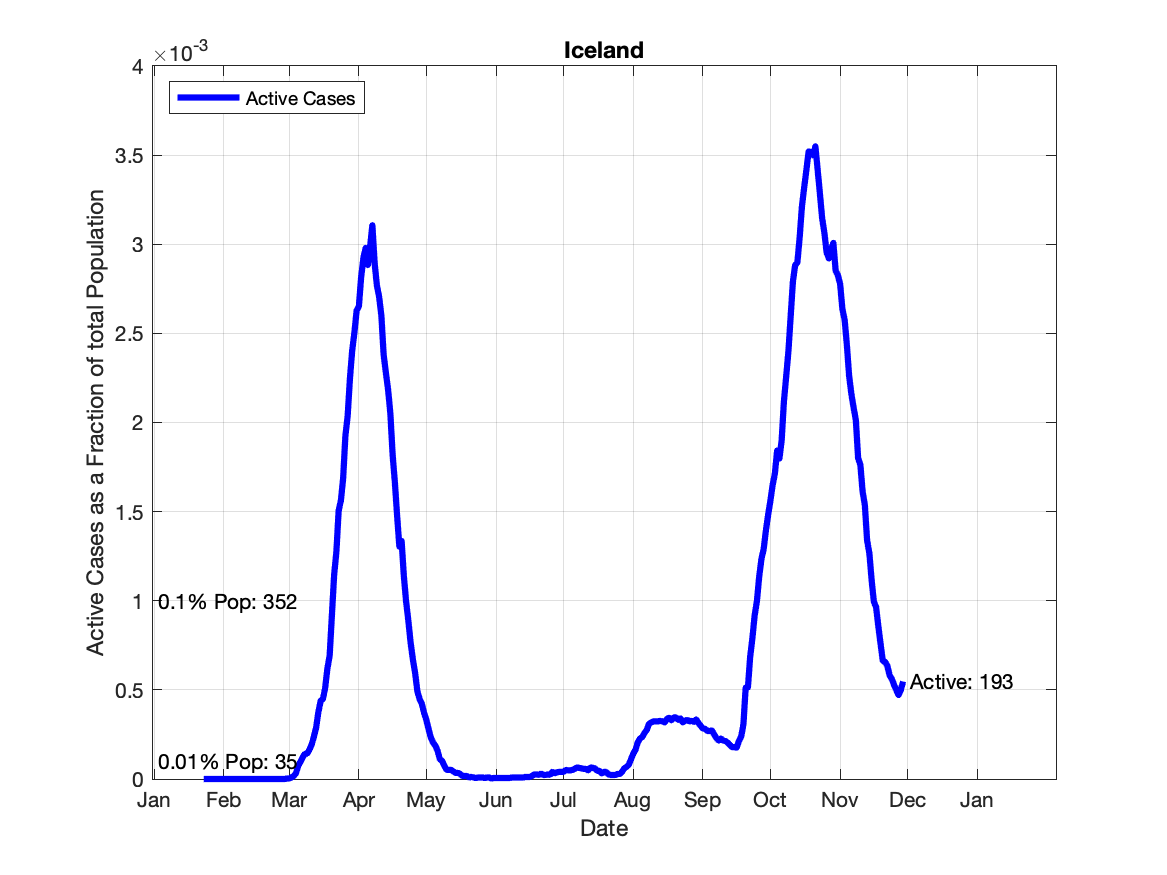 Iceland
×10-3
4
3.5
3
2.5
2
1.5
1
0.5
0
Active Cases as a Fraction of total Population
Active Cases
0.1% Pop: 352
0.01% Pop: 35
Active: 193
Jan Feb Mar Apr May Jun Jul Aug Sep Oct Nov Dec Jan
Date